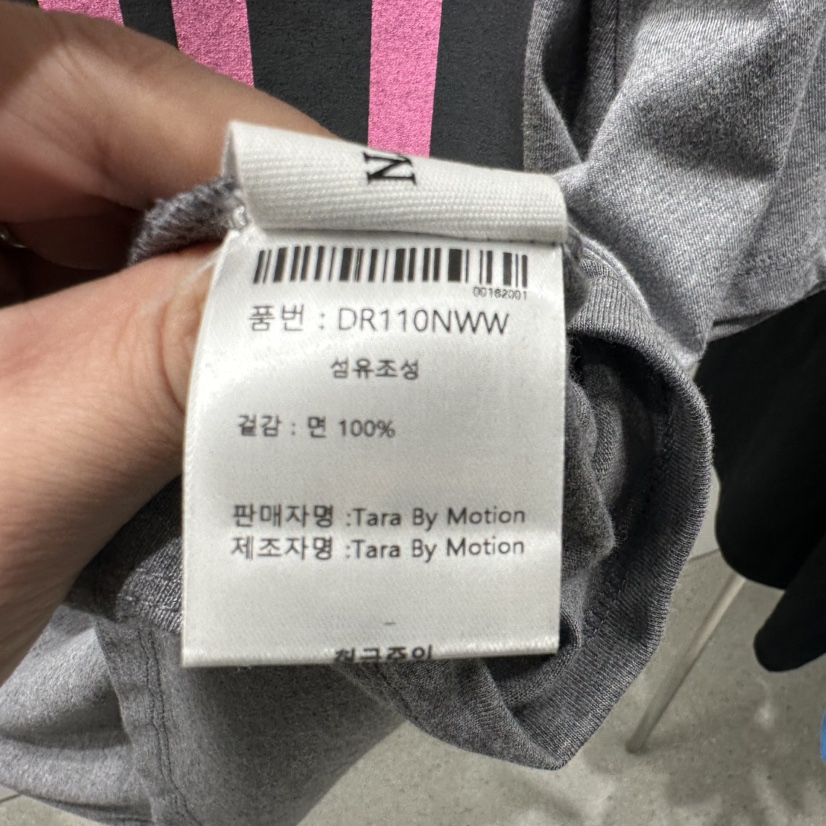 00182001
품번 : DR110NWW
섬유조성
겉감 : 면 100%
판매자명 :Tara By Motion
제조자명 :Tara By Motion